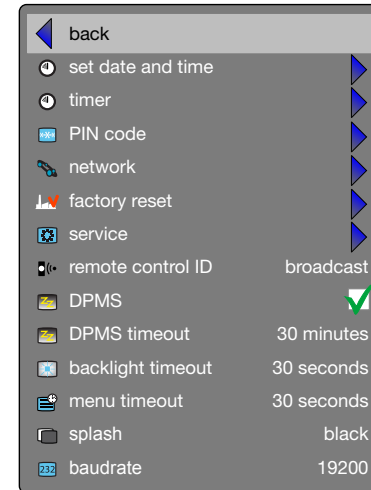 back
set date and time
timer
PIN code
network
factory reset
service
remote control ID broadcast
DPMS
DPMS timeout 30 minutes
backlight timeout 30 seconds
menu timeout 30 seconds
splash black
232 baudrate 19200